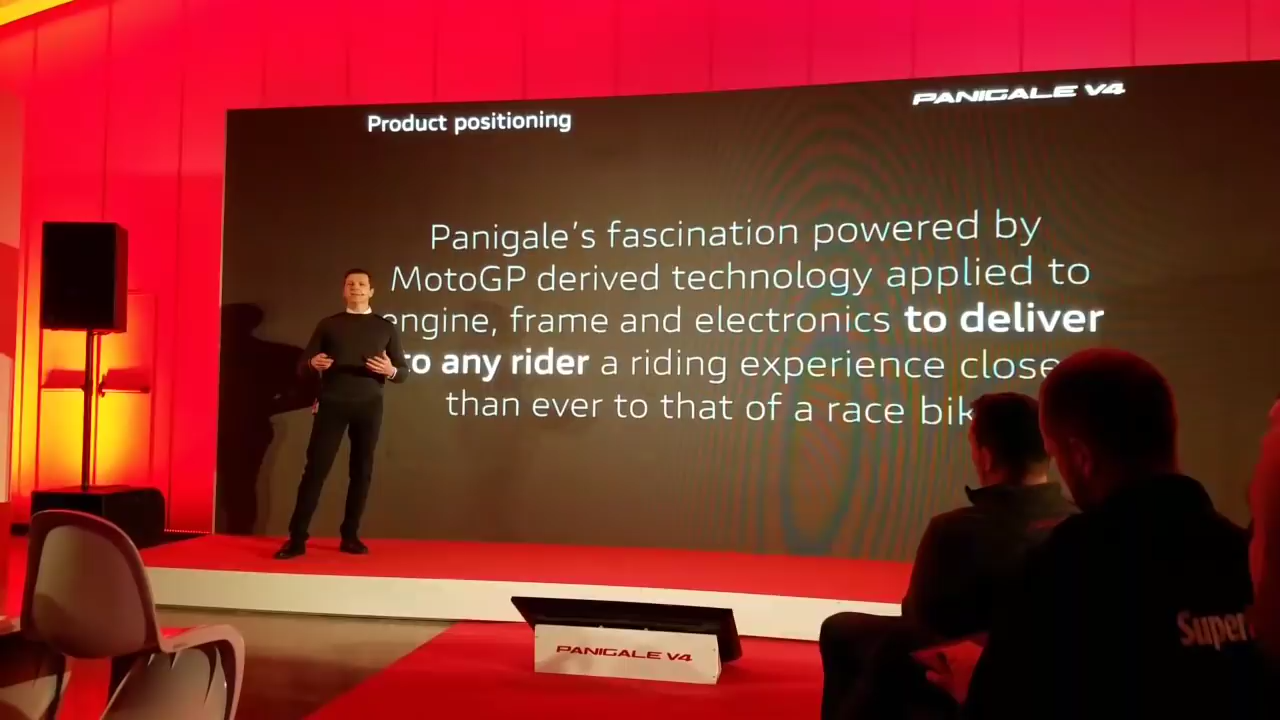 PANIGALE V4
Product positioning
Panigale's fascination powered by
MotoGP derived technology applied to
engine, frame and electronics to deliver
to any rider a riding experience close
than ever to that of a race bik
PANIGALE V4
Super